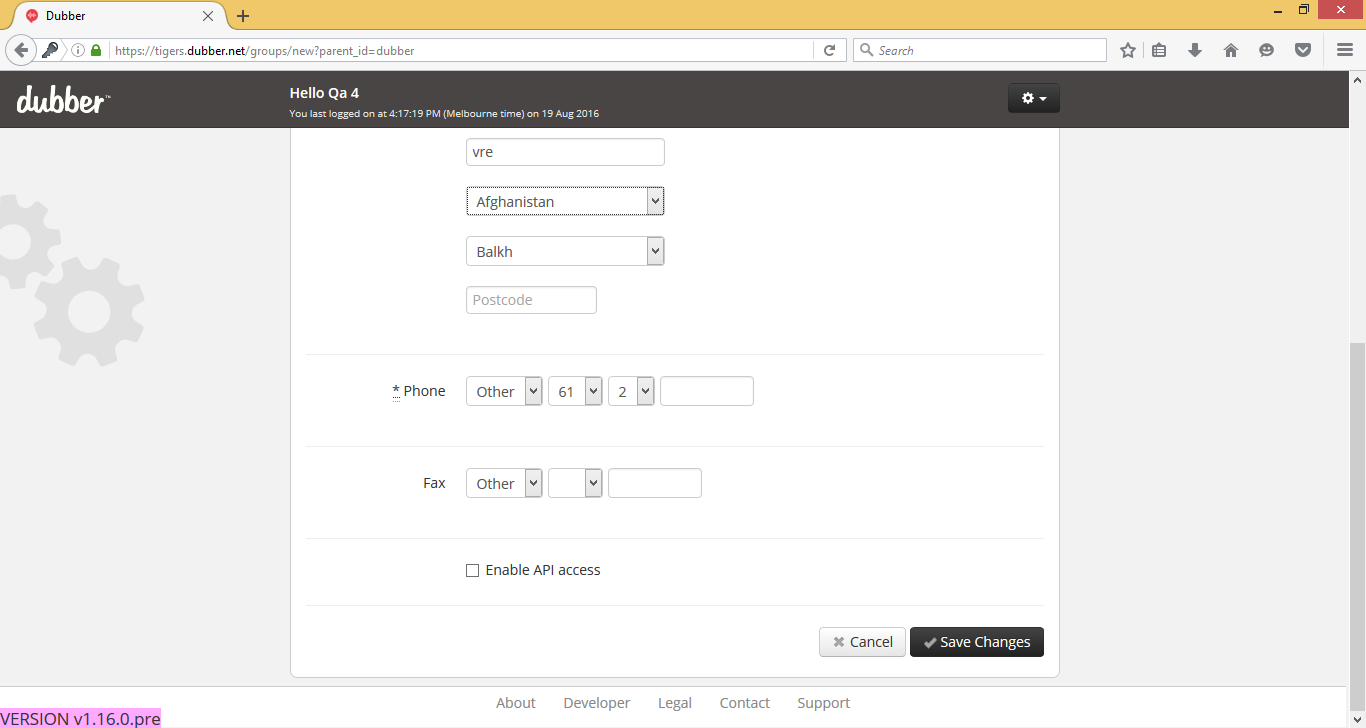 Dubber
https://tigers.dubber.net/groups/new?parent_id=dubber
Search
dubber™
Hello Qa 4
You last logged on at 4:17:19 PM (Melbourne time) on 19 Aug 2016
vre
Afghanistan
Balkh
Postcode
* Phone Other 61 2
Fax Other
Enable API access
Cancel Save Changes
About Developer Legal Contact Support
VERSION v1.16.0.pre